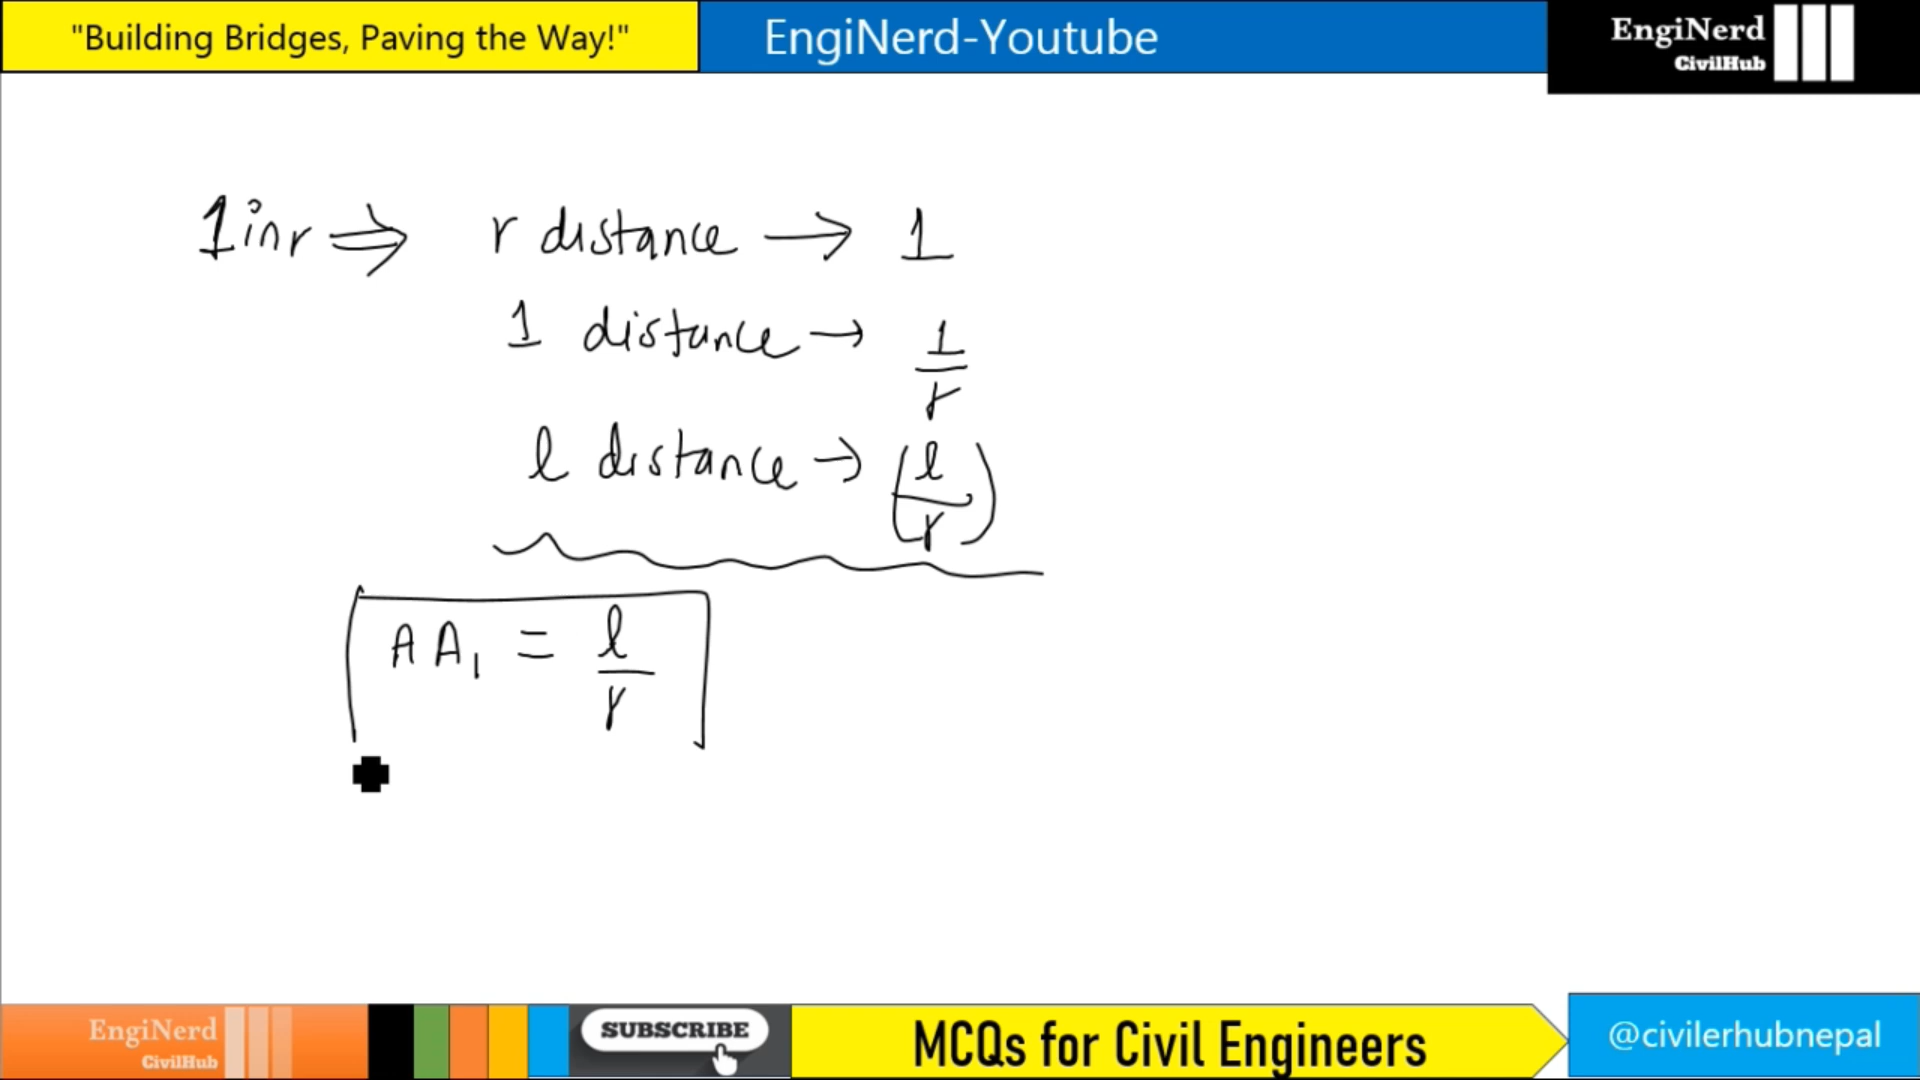 "Building Bridges, Paving the Way!"
EngiNerd-Youtube
EngiNerd
CivilHub
1 in r ⇒ r distance → 1
1 distance → 1/r
l distance → (l/r)
AA₁ = l/r
EngiNerd
CivilHub
SUBSCRIBE
MCQs for Civil Engineers
@civilerhubnepal